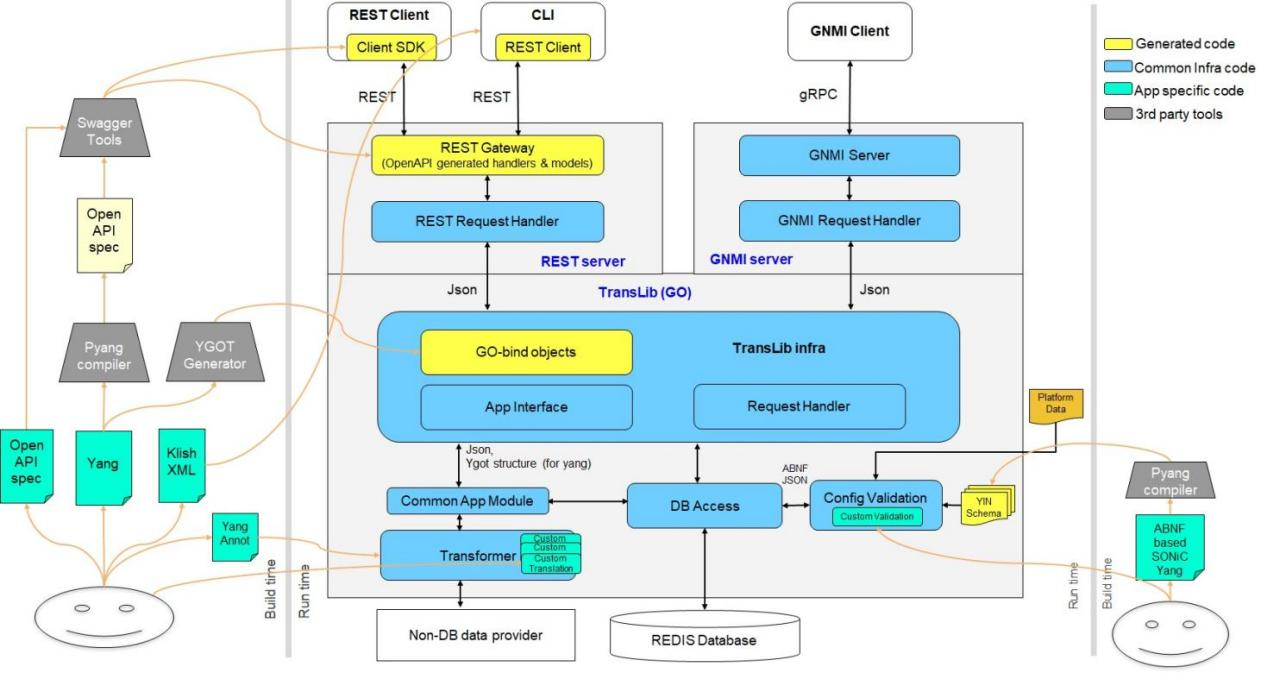 REST Client
Client SDK
CLI
REST Client
GNMI Client
Generated code
Common Infra code
App specific code
3rd party tools
REST
REST
gRPC
Swagger
Tools
REST Gateway
(OpenAPI generated handlers & models)
GNMI Server
REST Request Handler
GNMI Request Handler
REST server
GNMI server
Open
API
spec
Json
TransLib (GO)
Json
Pyang
compiler
YGOT
Generator
GO-bind objects
TransLib infra
App Interface
Request Handler
Platform
Data
Open
API
spec
Yang
Klish
XML
Json,
Ygot structure (for yang)
ABNF
JSON
Common App Module
DB Access
Config Validation
Custom Validation
YIN
Schema
Pyang
compiler
Yang
Annot
Transformer
Custom
Custom
Custom
Translation
ABNF
based
SONiC
Yang
Build time
Run time
Run time
Build time
Non-DB data provider
REDIS Database